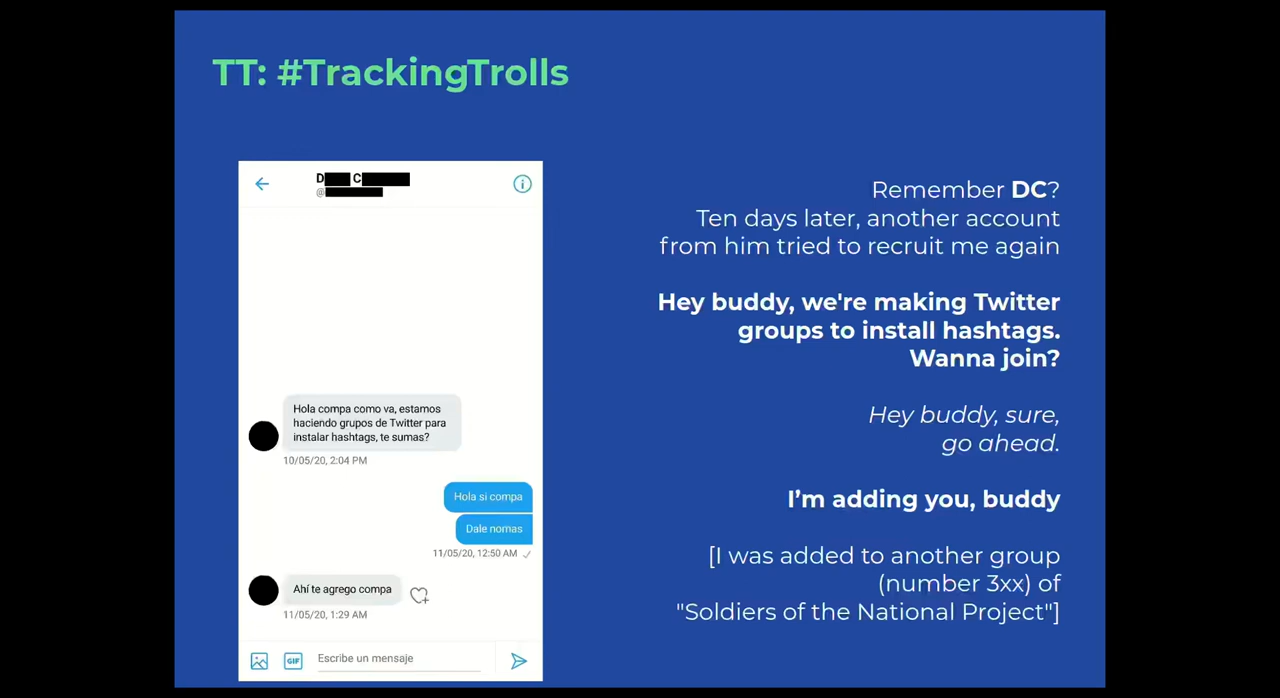 TT: #TrackingTrolls
D C
@
Hola compa como va, estamos
haciendo grupos de Twitter para
instalar hashtags, te sumas?
10/05/20, 2:04 PM
Hola si compa
Dale nomas
11/05/20, 12:50 AM
Ahí te agrego compa
11/05/20, 1:29 AM
GIF
Escribe un mensaje
Remember DC?
Ten days later, another account
from him tried to recruit me again
Hey buddy, we're making Twitter
groups to install hashtags.
Wanna join?
Hey buddy, sure,
go ahead.
I’m adding you, buddy
[I was added to another group
(number 3xx) of
"Soldiers of the National Project"]